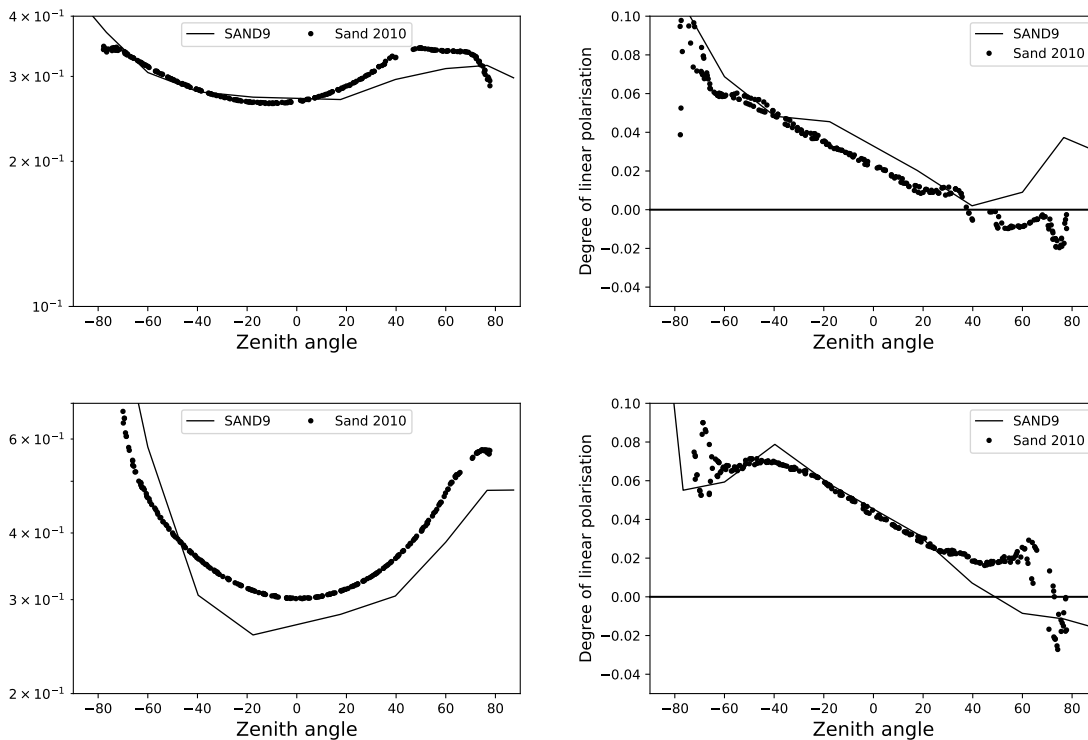 4 × 10⁻¹
3 × 10⁻¹
2 × 10⁻¹
10⁻¹
SAND9 Sand 2010
−80 −60 −40 −20 0 20 40 60 80
Zenith angle
0.10
0.08
0.06
0.04
0.02
0.00
−0.02
−0.04
Degree of linear polarisation
SAND9
Sand 2010
−80 −60 −40 −20 0 20 40 60 80
Zenith angle
6 × 10⁻¹
4 × 10⁻¹
3 × 10⁻¹
2 × 10⁻¹
SAND9 Sand 2010
−80 −60 −40 −20 0 20 40 60 80
Zenith angle
0.10
0.08
0.06
0.04
0.02
0.00
−0.02
−0.04
Degree of linear polarisation
SAND9
Sand 2010
−80 −60 −40 −20 0 20 40 60 80
Zenith angle